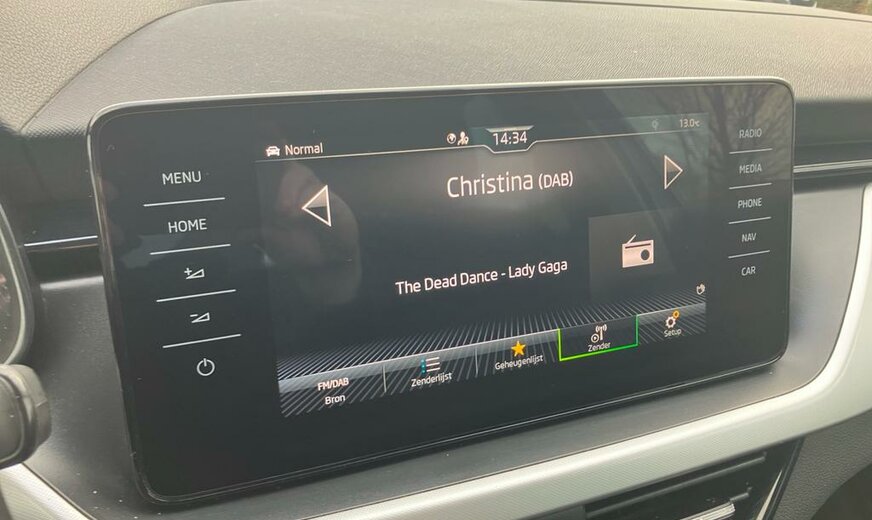 MENU
HOME
Normal
14:34
13.0°C
Christina (DAB)
The Dead Dance - Lady Gaga
FM/DAB
Bron
Zenderlijst
Geheugenlijst
Zender
Setup
RADIO
MEDIA
PHONE
NAV
CAR